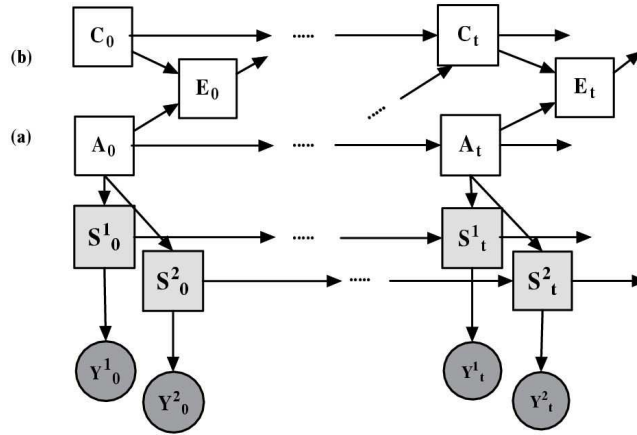 C0 ..... Ct
(b)
E0 Et
.....
(a) A0 ..... At
S10 ..... S1t
S20 ..... S2t
Y10 Y1t
Y20 Y2t